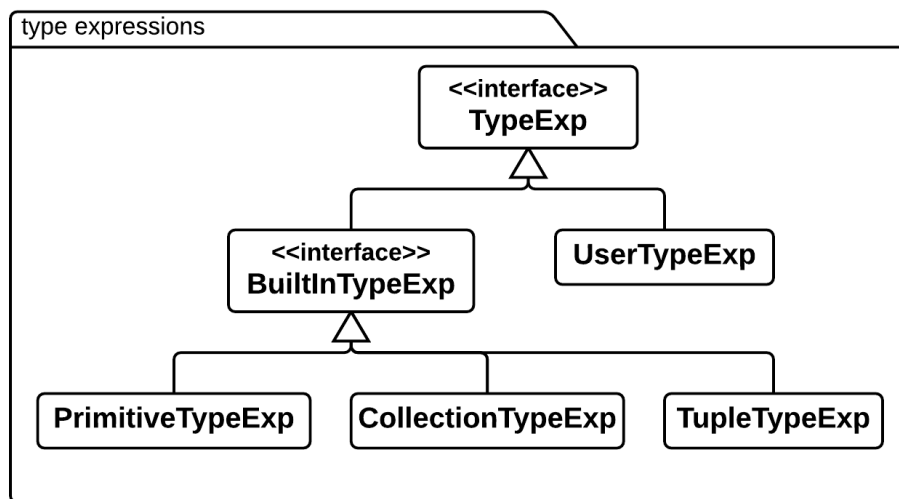 type expressions
<<interface>>
TypeExp
<<interface>>
BuiltInTypeExp
UserTypeExp
PrimitiveTypeExp
CollectionTypeExp
TupleTypeExp